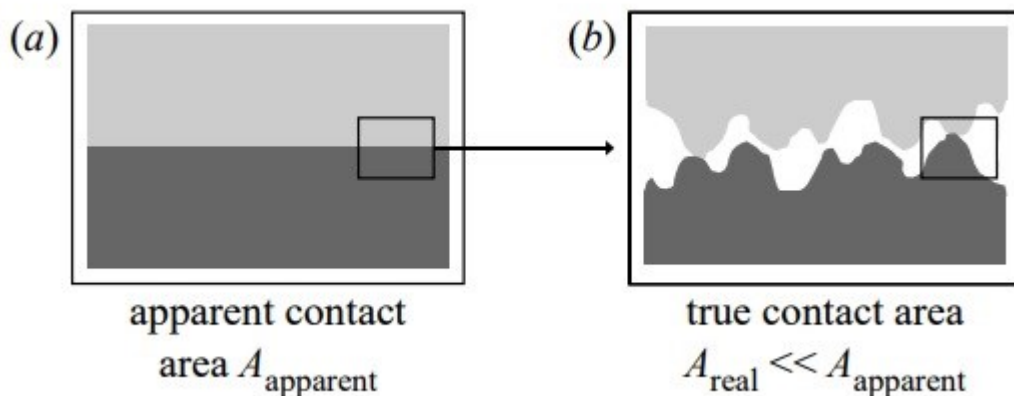 (a)
(b)
apparent contact
area A_apparent
true contact area
A_real << A_apparent